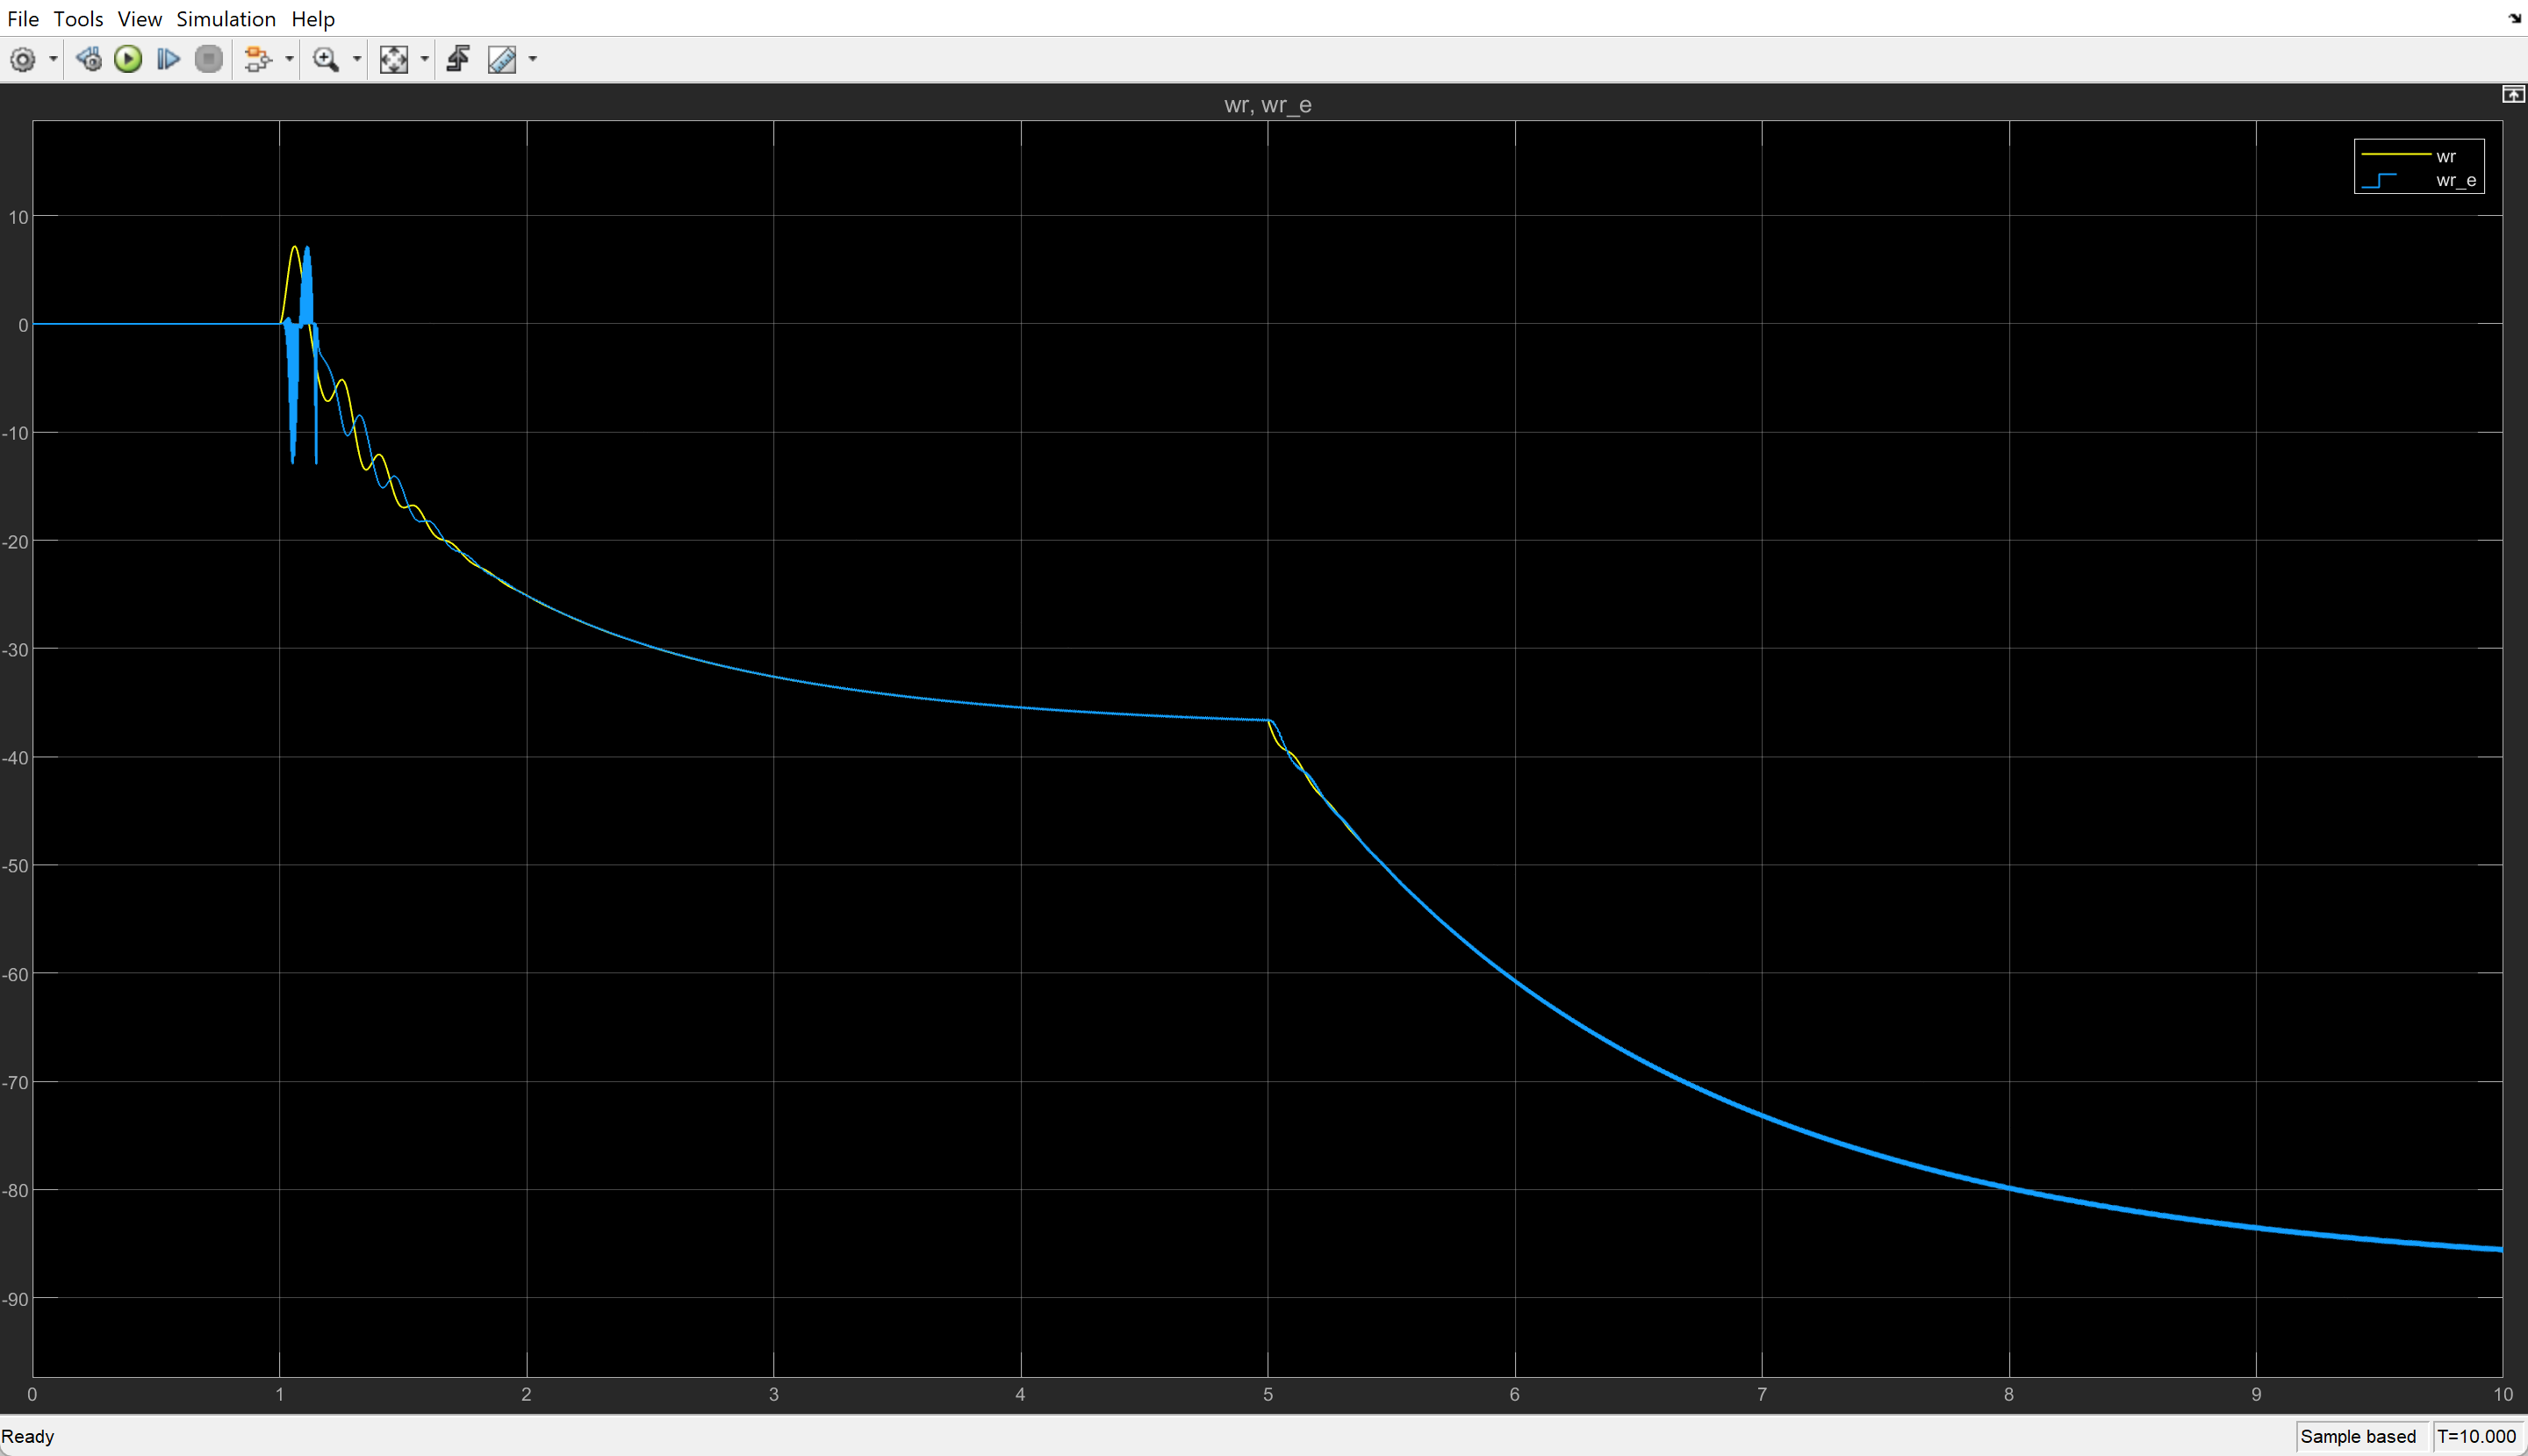 File Tools View Simulation Help
wr, wr_e
wr
wr_e
10
0
-10
-20
-30
-40
-50
-60
-70
-80
-90
0 1 2 3 4 5 6 7 8 9 10
Ready Sample based T=10.000